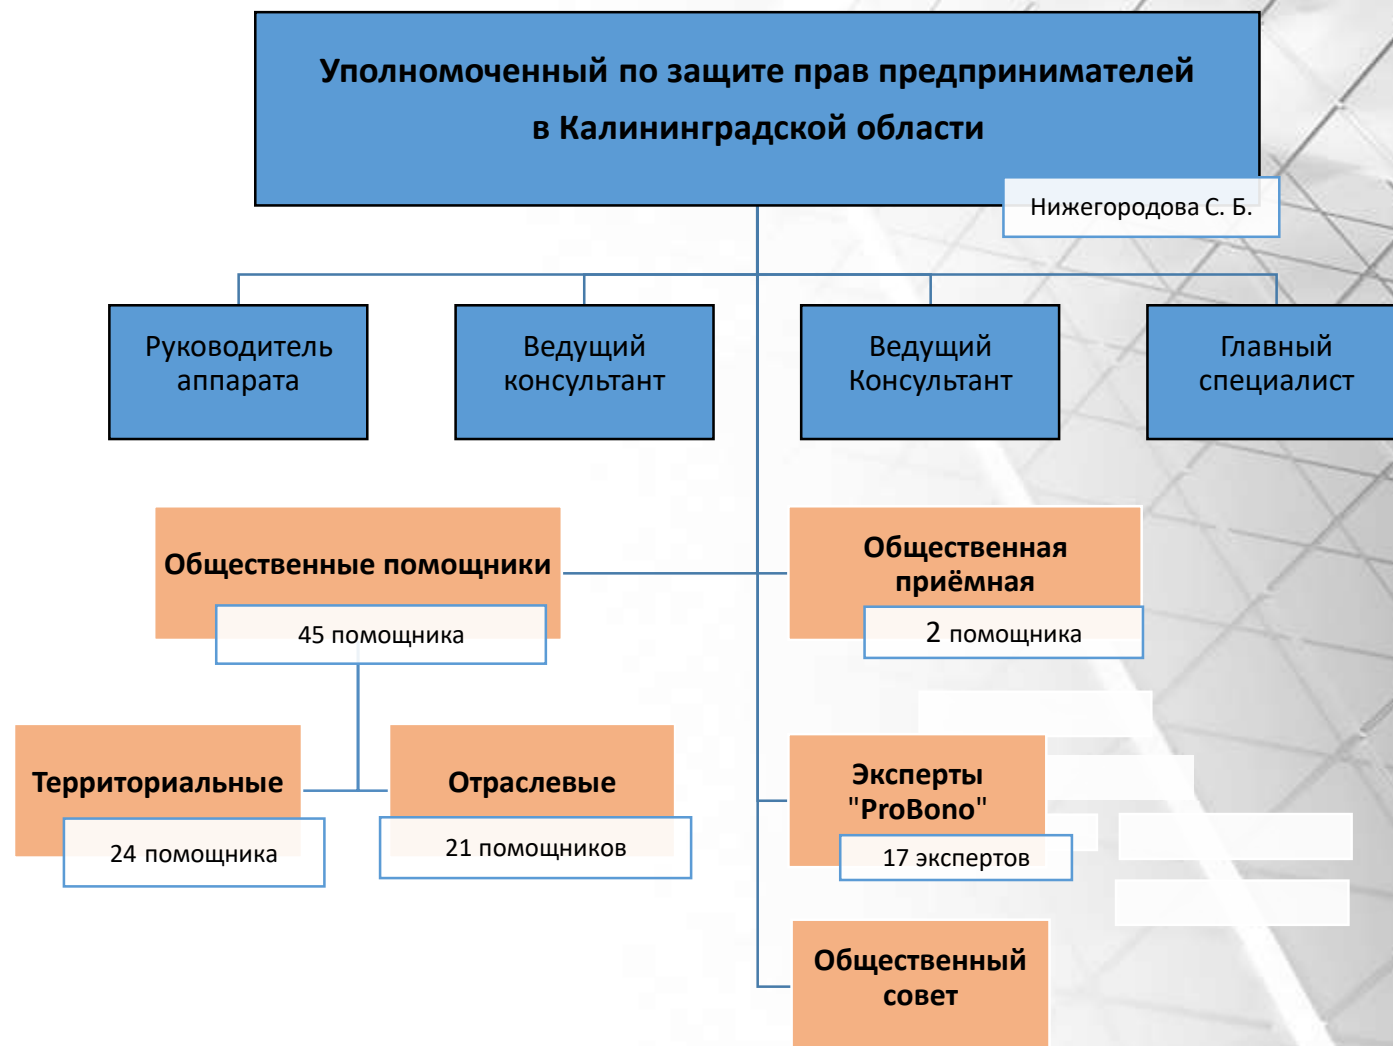 Уполномоченный по защите прав предпринимателей
в Калининградской области
Нижегородова С. Б.
Руководитель
аппарата
Ведущий
консультант
Ведущий
Консультант
Главный
специалист
Общественные помощники
45 помощника
Общественная
приёмная
2 помощника
Территориальные
24 помощника
Отраслевые
21 помощников
Эксперты
"ProBono"
17 экспертов
Общественный
совет